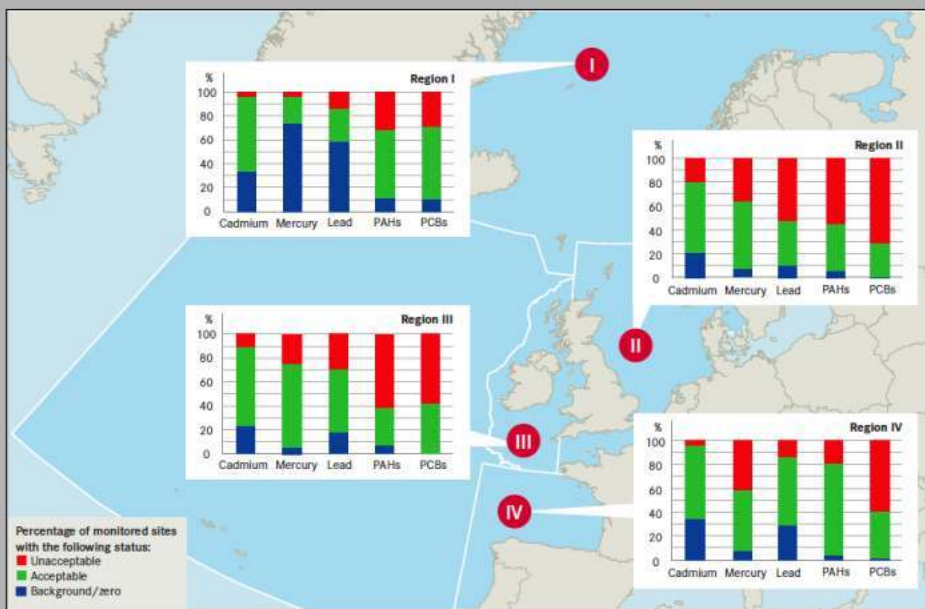 I
% Region I
100
80
60
40
20
0
Cadmium Mercury Lead PAHs PCBs
% Region II
100
80
60
40
20
0
Cadmium Mercury Lead PAHs PCBs
II
% Region III
100
80
60
40
20
0
Cadmium Mercury Lead PAHs PCBs
III
% Region IV
100
80
60
40
20
0
Cadmium Mercury Lead PAHs PCBs
IV
Percentage of monitored sites
with the following status:
Unacceptable
Acceptable
Background/zero